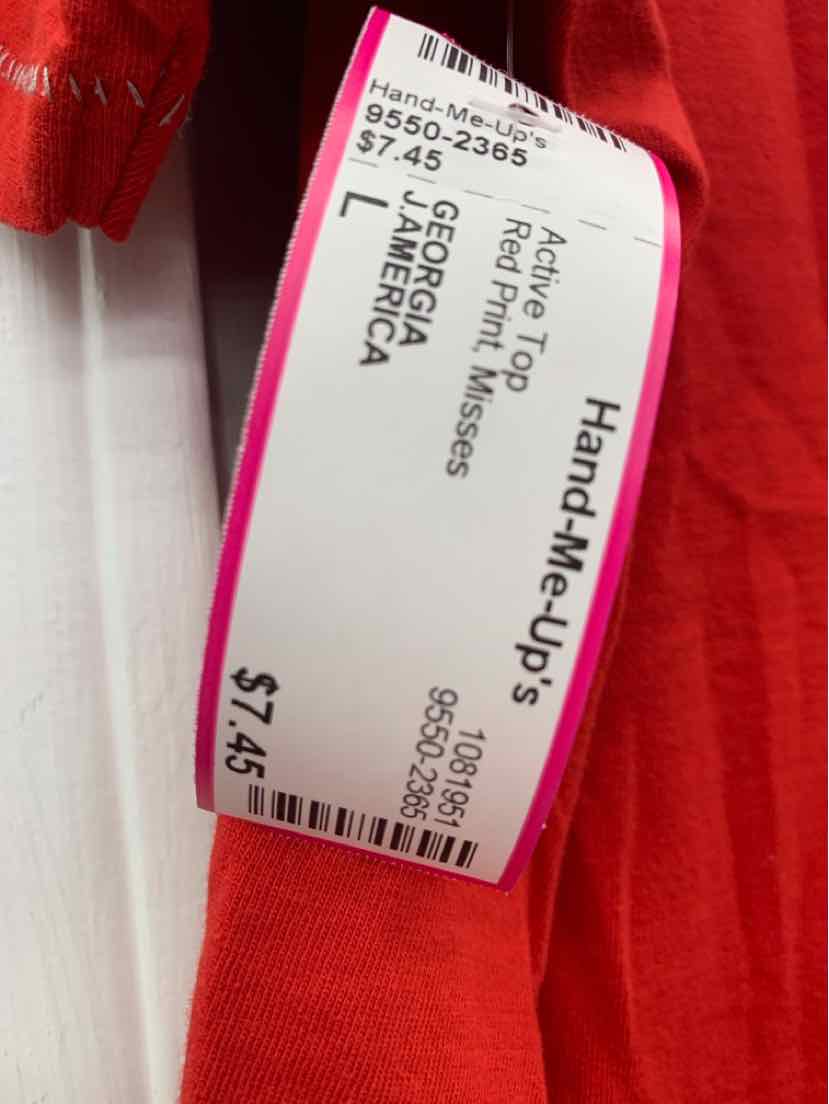 Hand-Me-Up's
9550-2365
$7.45
Hand-Me-Up's
1081951
9550-2365
Active Top
Red Print, Misses
GEORGIA
J.AMERICA
L
$7.45